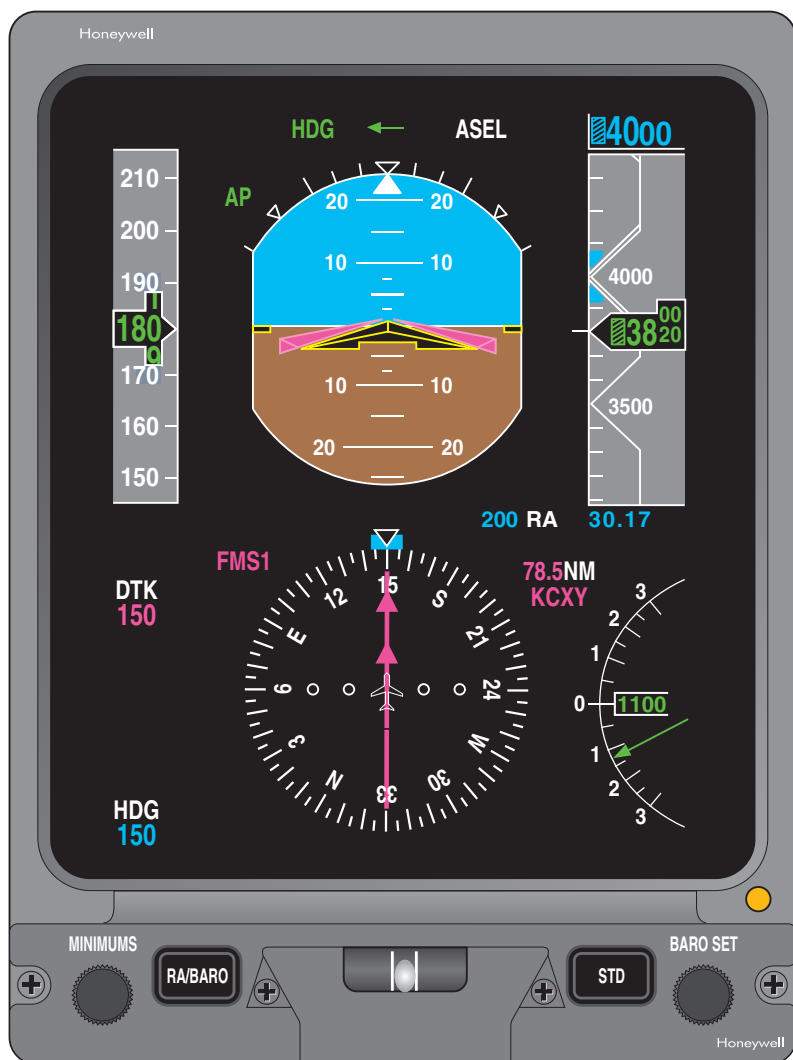 Honeywell
HDG ← ASEL
4000
AP
210
200
190
180
170
160
150
20 20
10 10
10 10
20 20
4000
38 00 20
3500
200 RA 30.17
FMS1
78.5NM
KCXY
DTK
150
HDG
150
15
S
21
24
W
30
33
N
3
6
E
12
3
2
1
0
1100
1
2
3
MINIMUMS
RA/BARO
STD
BARO SET
Honeywell